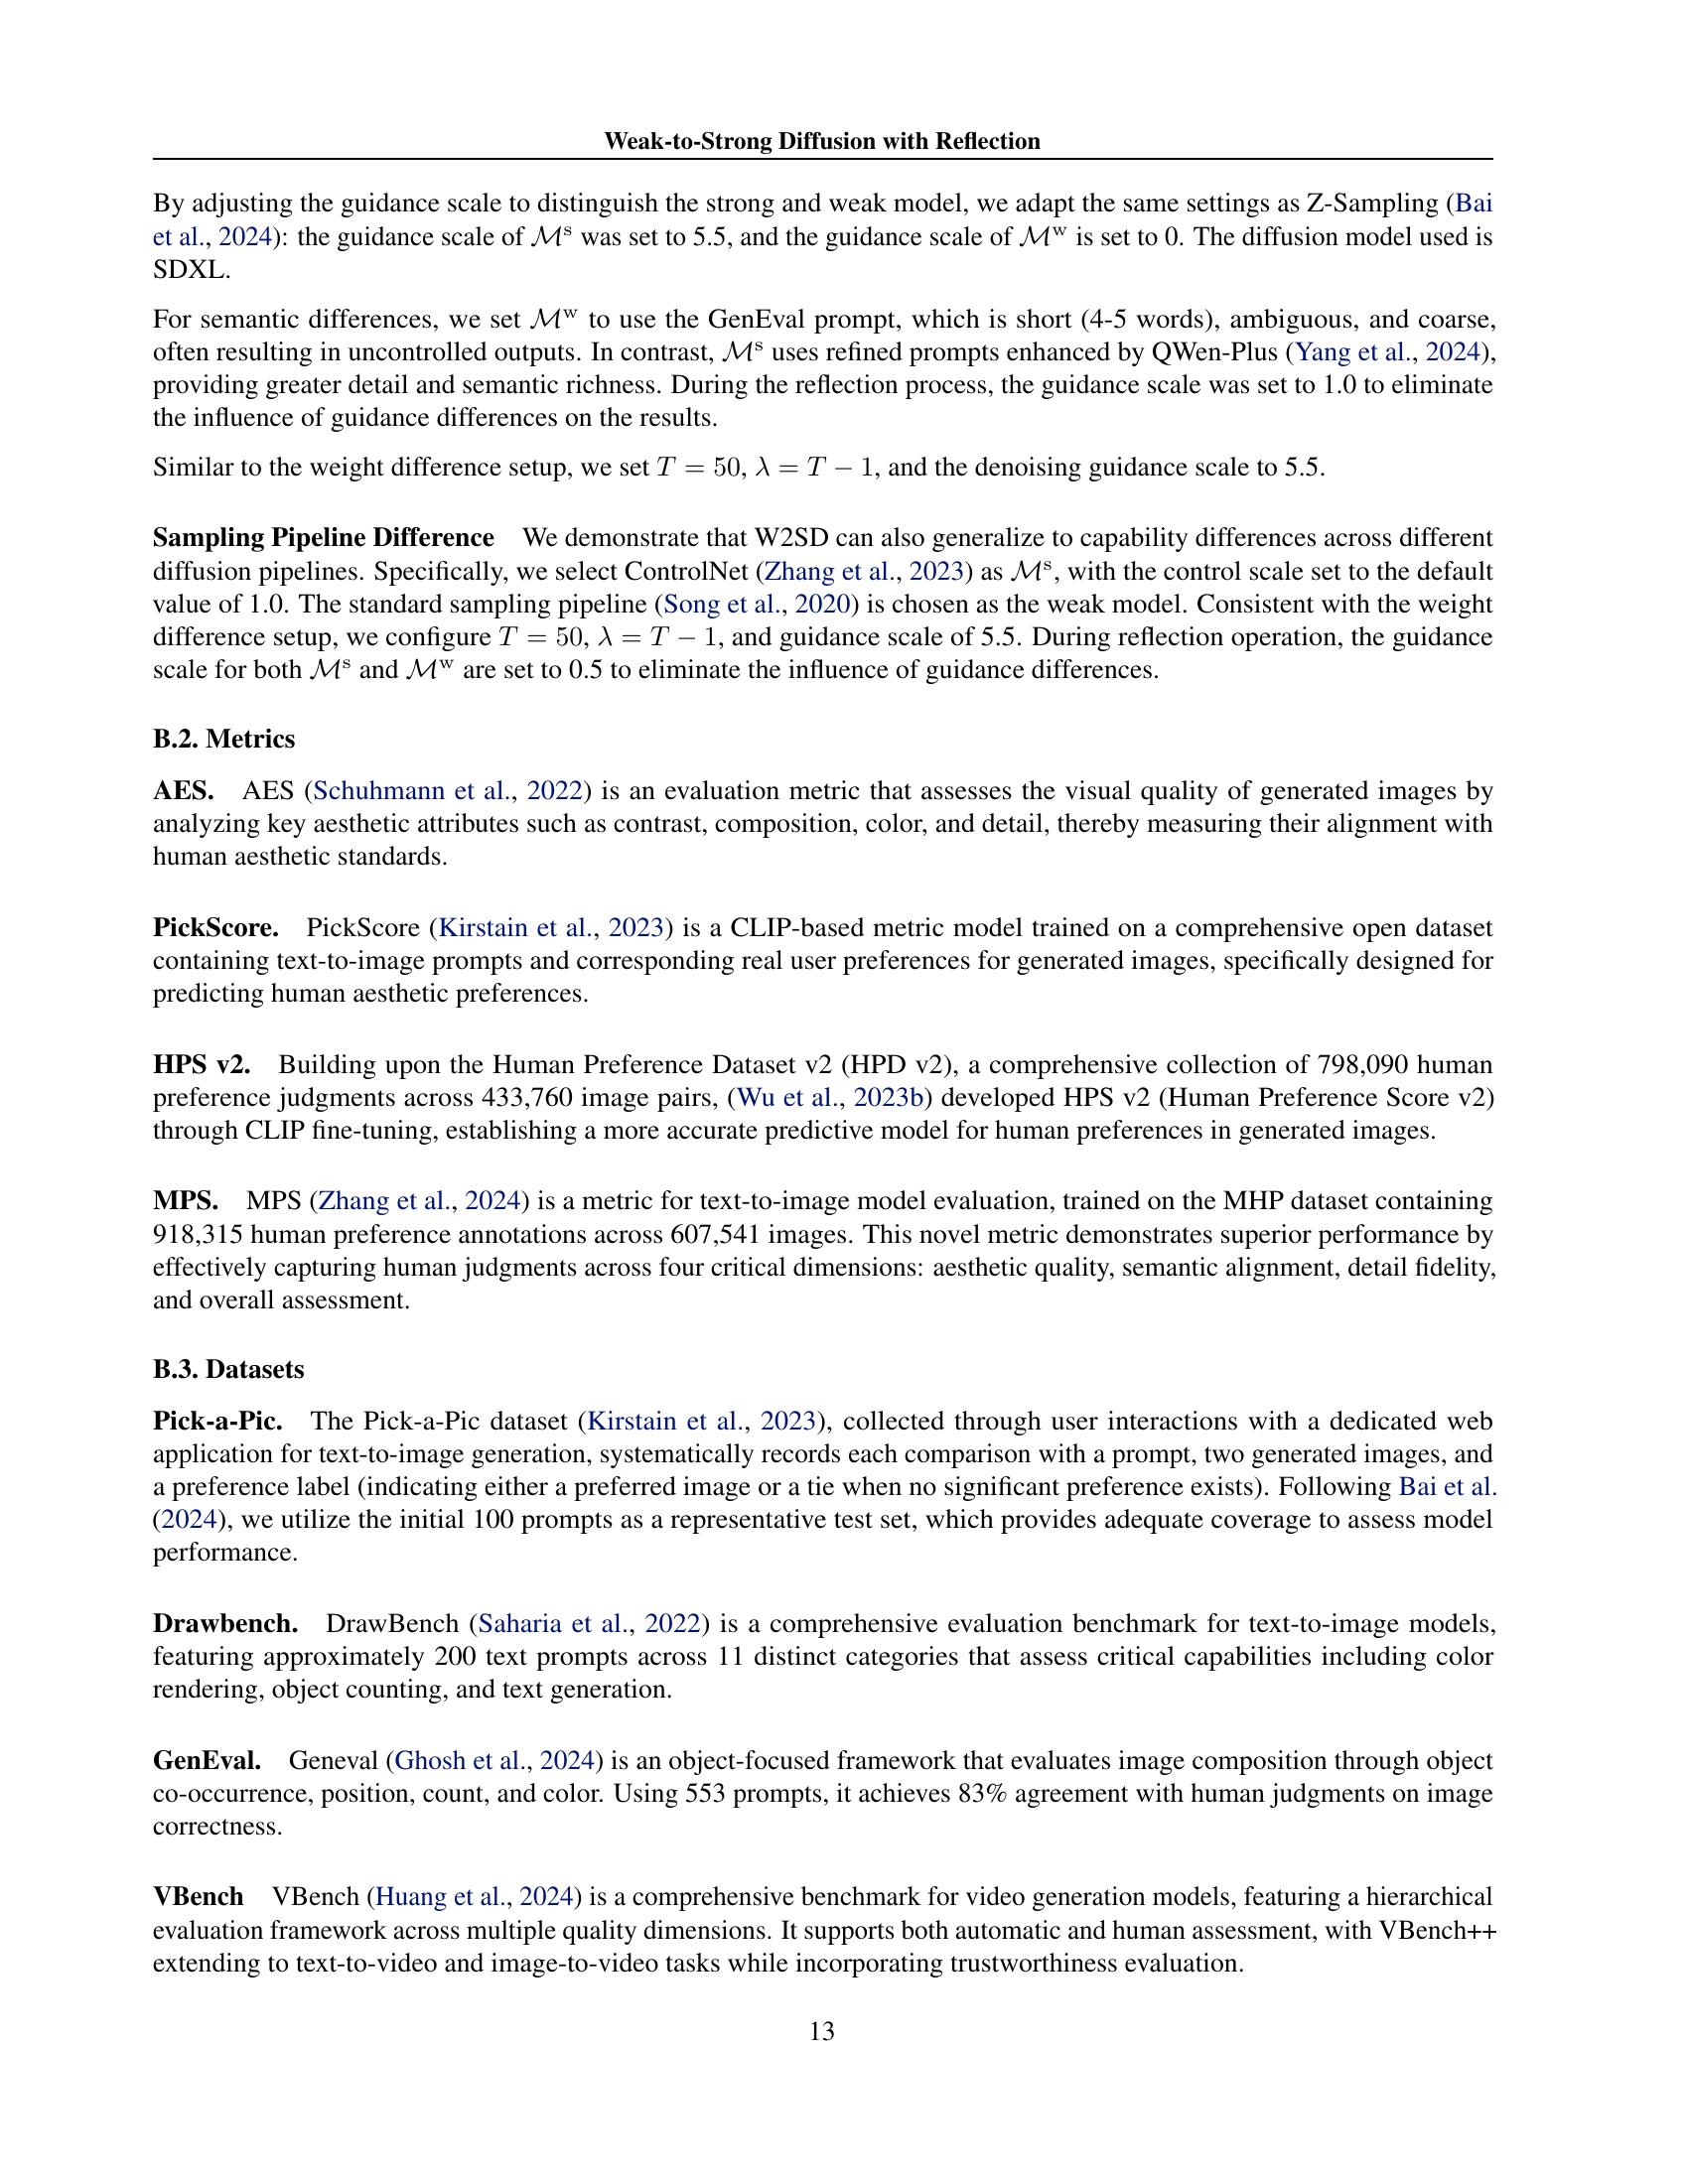 Weak-to-Strong Diffusion with Reflection
By adjusting the guidance scale to distinguish the strong and weak model, we adapt the same settings as Z-Sampling (Bai
et al., 2024): the guidance scale of ℳˢ was set to 5.5, and the guidance scale of ℳʷ is set to 0. The diffusion model used is
SDXL.
For semantic differences, we set ℳʷ to use the GenEval prompt, which is short (4-5 words), ambiguous, and coarse,
often resulting in uncontrolled outputs. In contrast, ℳˢ uses refined prompts enhanced by QWen-Plus (Yang et al., 2024),
providing greater detail and semantic richness. During the reflection process, the guidance scale was set to 1.0 to eliminate
the influence of guidance differences on the results.
Similar to the weight difference setup, we set T = 50, λ = T − 1, and the denoising guidance scale to 5.5.
Sampling Pipeline Difference We demonstrate that W2SD can also generalize to capability differences across different
diffusion pipelines. Specifically, we select ControlNet (Zhang et al., 2023) as ℳˢ, with the control scale set to the default
value of 1.0. The standard sampling pipeline (Song et al., 2020) is chosen as the weak model. Consistent with the weight
difference setup, we configure T = 50, λ = T − 1, and guidance scale of 5.5. During reflection operation, the guidance
scale for both ℳˢ and ℳʷ are set to 0.5 to eliminate the influence of guidance differences.
B.2. Metrics
AES. AES (Schuhmann et al., 2022) is an evaluation metric that assesses the visual quality of generated images by
analyzing key aesthetic attributes such as contrast, composition, color, and detail, thereby measuring their alignment with
human aesthetic standards.
PickScore. PickScore (Kirstain et al., 2023) is a CLIP-based metric model trained on a comprehensive open dataset
containing text-to-image prompts and corresponding real user preferences for generated images, specifically designed for
predicting human aesthetic preferences.
HPS v2. Building upon the Human Preference Dataset v2 (HPD v2), a comprehensive collection of 798,090 human
preference judgments across 433,760 image pairs, (Wu et al., 2023b) developed HPS v2 (Human Preference Score v2)
through CLIP fine-tuning, establishing a more accurate predictive model for human preferences in generated images.
MPS. MPS (Zhang et al., 2024) is a metric for text-to-image model evaluation, trained on the MHP dataset containing
918,315 human preference annotations across 607,541 images. This novel metric demonstrates superior performance by
effectively capturing human judgments across four critical dimensions: aesthetic quality, semantic alignment, detail fidelity,
and overall assessment.
B.3. Datasets
Pick-a-Pic. The Pick-a-Pic dataset (Kirstain et al., 2023), collected through user interactions with a dedicated web
application for text-to-image generation, systematically records each comparison with a prompt, two generated images, and
a preference label (indicating either a preferred image or a tie when no significant preference exists). Following Bai et al.
(2024), we utilize the initial 100 prompts as a representative test set, which provides adequate coverage to assess model
performance.
Drawbench. DrawBench (Saharia et al., 2022) is a comprehensive evaluation benchmark for text-to-image models,
featuring approximately 200 text prompts across 11 distinct categories that assess critical capabilities including color
rendering, object counting, and text generation.
GenEval. Geneval (Ghosh et al., 2024) is an object-focused framework that evaluates image composition through object
co-occurrence, position, count, and color. Using 553 prompts, it achieves 83% agreement with human judgments on image
correctness.
VBench VBench (Huang et al., 2024) is a comprehensive benchmark for video generation models, featuring a hierarchical
evaluation framework across multiple quality dimensions. It supports both automatic and human assessment, with VBench++
extending to text-to-video and image-to-video tasks while incorporating trustworthiness evaluation.
13